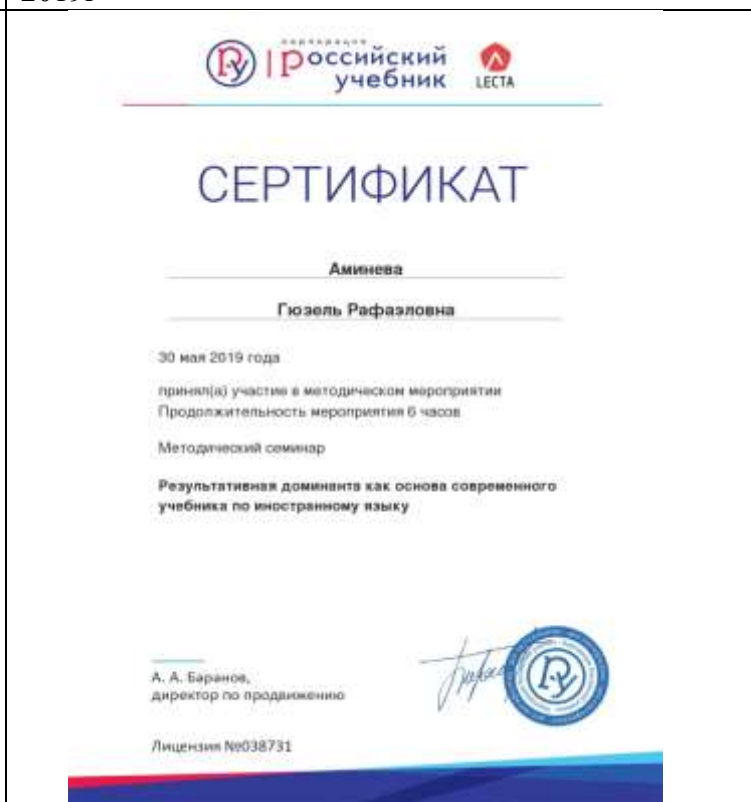 корпорация
российский
учебник
LECTA
СЕРТИФИКАТ
Аминева
Гюзель Рафаэловна
30 мая 2019 года
принял(а) участие в методическом мероприятии
Продолжительность мероприятия 6 часов
Методический семинар
Результативная доминанта как основа современного
учебника по иностранному языку
А. А. Баранов,
директор по продвижению
Лицензия №038731